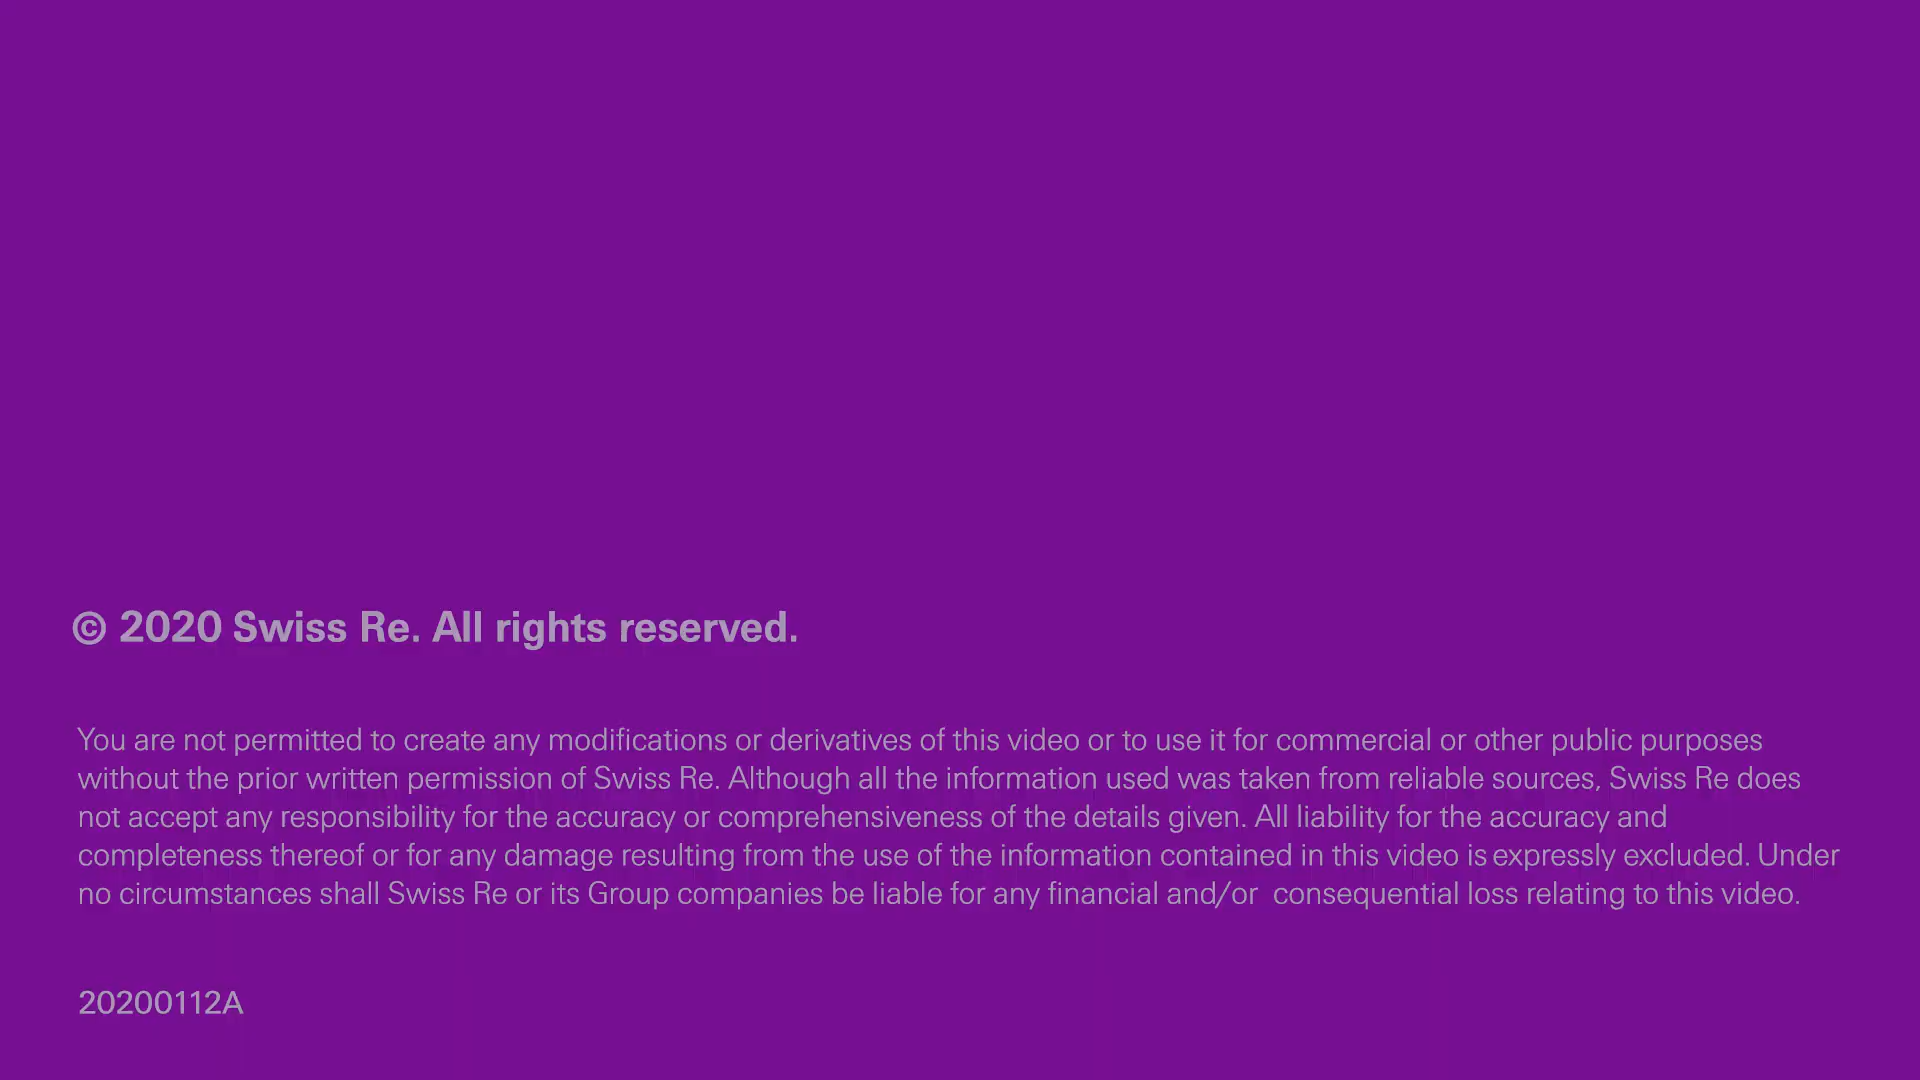 © 2020 Swiss Re. All rights reserved.
You are not permitted to create any modifications or derivatives of this video or to use it for commercial or other public purposes
without the prior written permission of Swiss Re. Although all the information used was taken from reliable sources, Swiss Re does
not accept any responsibility for the accuracy or comprehensiveness of the details given. All liability for the accuracy and
completeness thereof or for any damage resulting from the use of the information contained in this video is expressly excluded. Under
no circumstances shall Swiss Re or its Group companies be liable for any financial and/or  consequential loss relating to this video.
20200112A